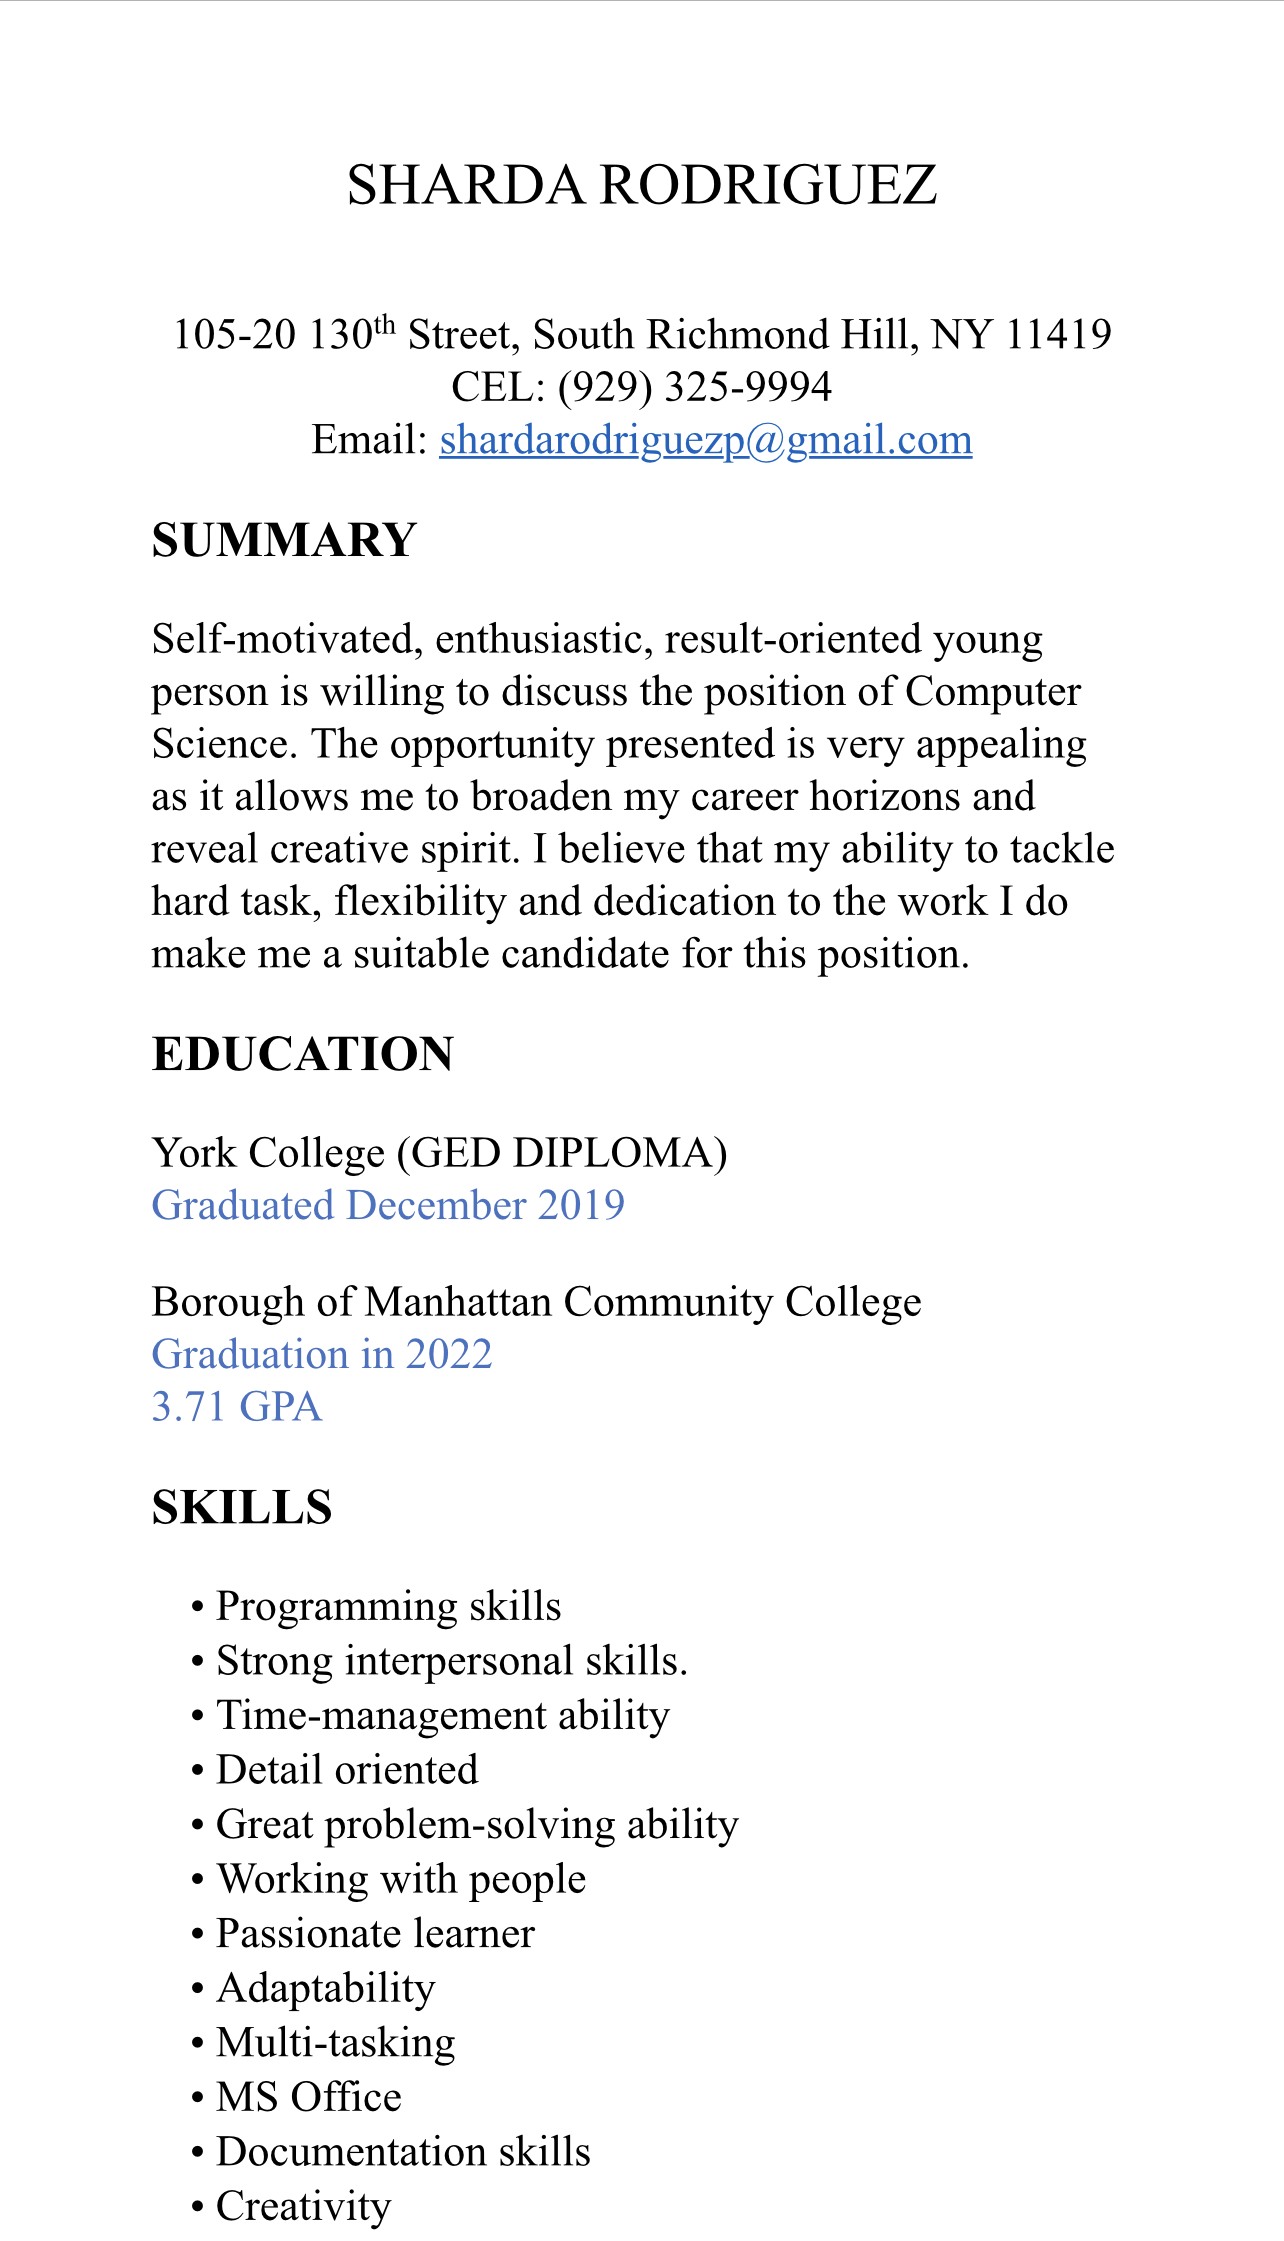 SHARDA RODRIGUEZ
105-20 130th Street, South Richmond Hill, NY 11419
CEL: (929) 325-9994
Email: shardarodriguezp@gmail.com
SUMMARY
Self-motivated, enthusiastic, result-oriented young
person is willing to discuss the position of Computer
Science. The opportunity presented is very appealing
as it allows me to broaden my career horizons and
reveal creative spirit. I believe that my ability to tackle
hard task, flexibility and dedication to the work I do
make me a suitable candidate for this position.
EDUCATION
York College (GED DIPLOMA)
Graduated December 2019
Borough of Manhattan Community College
Graduation in 2022
3.71 GPA
SKILLS
• Programming skills
• Strong interpersonal skills.
• Time-management ability
• Detail oriented
• Great problem-solving ability
• Working with people
• Passionate learner
• Adaptability
• Multi-tasking
• MS Office
• Documentation skills
• Creativity